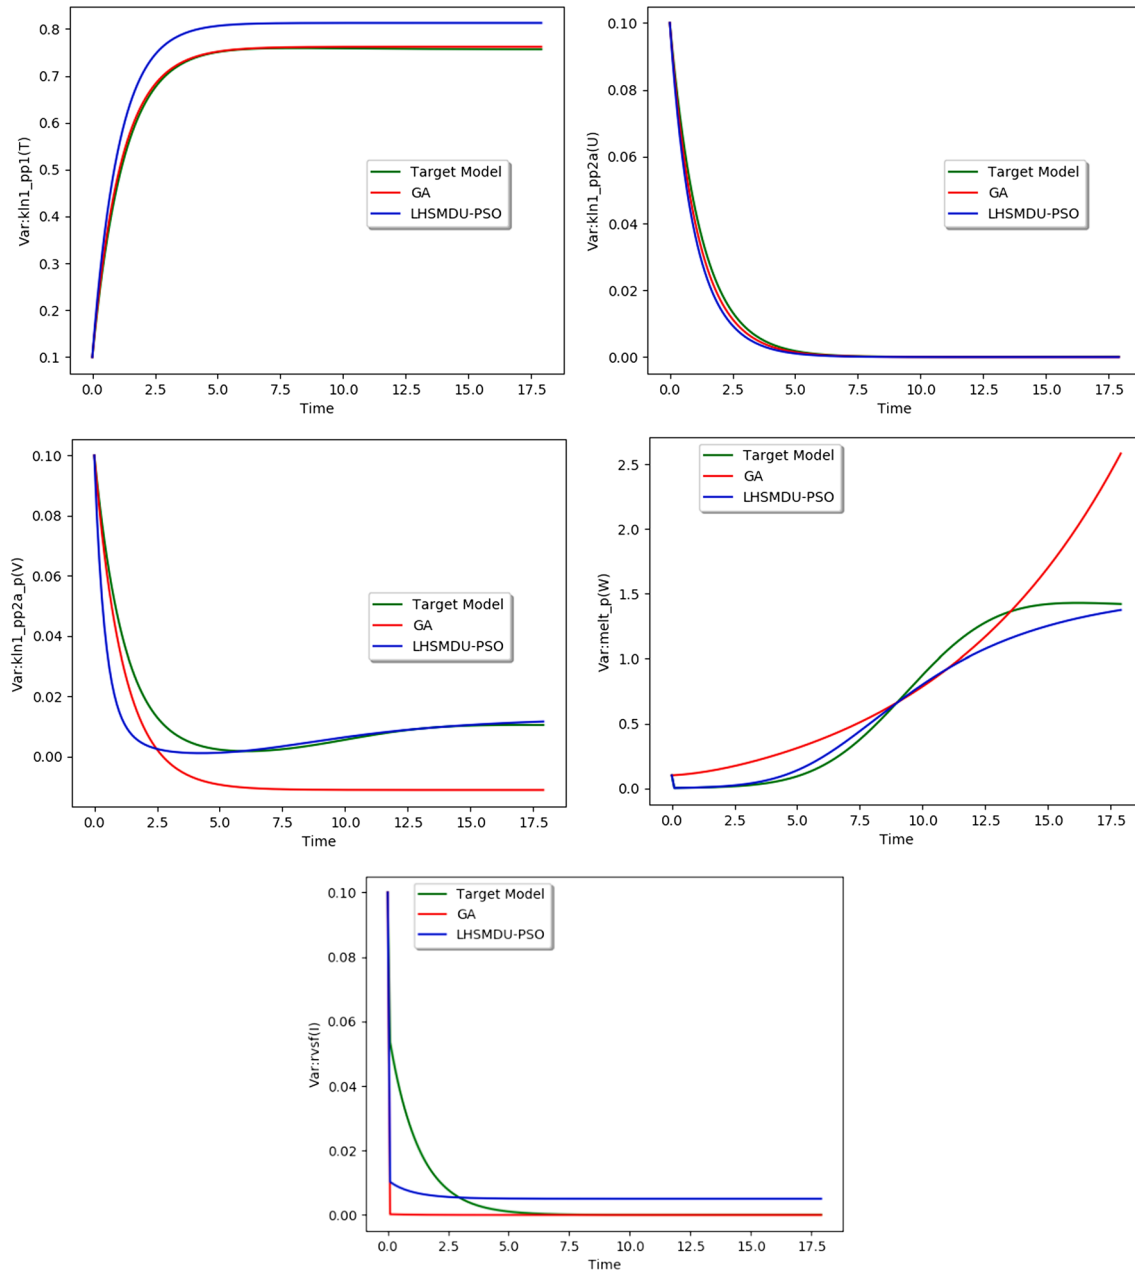 0.8
0.7
0.6
0.5
0.4
0.3
0.2
0.1
Var:kln1_pp1(T)
Target Model
GA
LHSMDU-PSO
0.0 2.5 5.0 7.5 10.0 12.5 15.0 17.5
Time
0.10
0.08
0.06
0.04
0.02
0.00
Var:kln1_pp2a(U)
Target Model
GA
LHSMDU-PSO
0.0 2.5 5.0 7.5 10.0 12.5 15.0 17.5
Time
0.10
0.08
0.06
0.04
0.02
0.00
Var:kln1_pp2a_p(V)
Target Model
GA
LHSMDU-PSO
0.0 2.5 5.0 7.5 10.0 12.5 15.0 17.5
Time
2.5
2.0
1.5
1.0
0.5
0.0
Var:melt_p(W)
Target Model
GA
LHSMDU-PSO
0.0 2.5 5.0 7.5 10.0 12.5 15.0 17.5
Time
0.10
0.08
0.06
0.04
0.02
0.00
Var:rvsf(I)
Target Model
GA
LHSMDU-PSO
0.0 2.5 5.0 7.5 10.0 12.5 15.0 17.5
Time